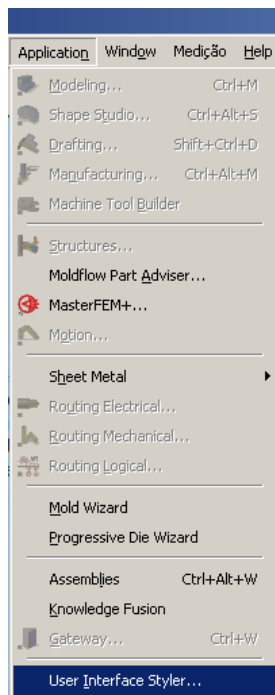 Application Window Medição Help
Modeling... Ctrl+M
Shape Studio... Ctrl+Alt+S
Drafting... Shift+Ctrl+D
Manufacturing... Ctrl+Alt+M
Machine Tool Builder
Structures...
Moldflow Part Adviser...
MasterFEM+...
Motion...
Sheet Metal
Routing Electrical...
Routing Mechanical...
Routing Logical...
Mold Wizard
Progressive Die Wizard
Assemblies Ctrl+Alt+W
Knowledge Fusion
Gateway... Ctrl+W
User Interface Styler...